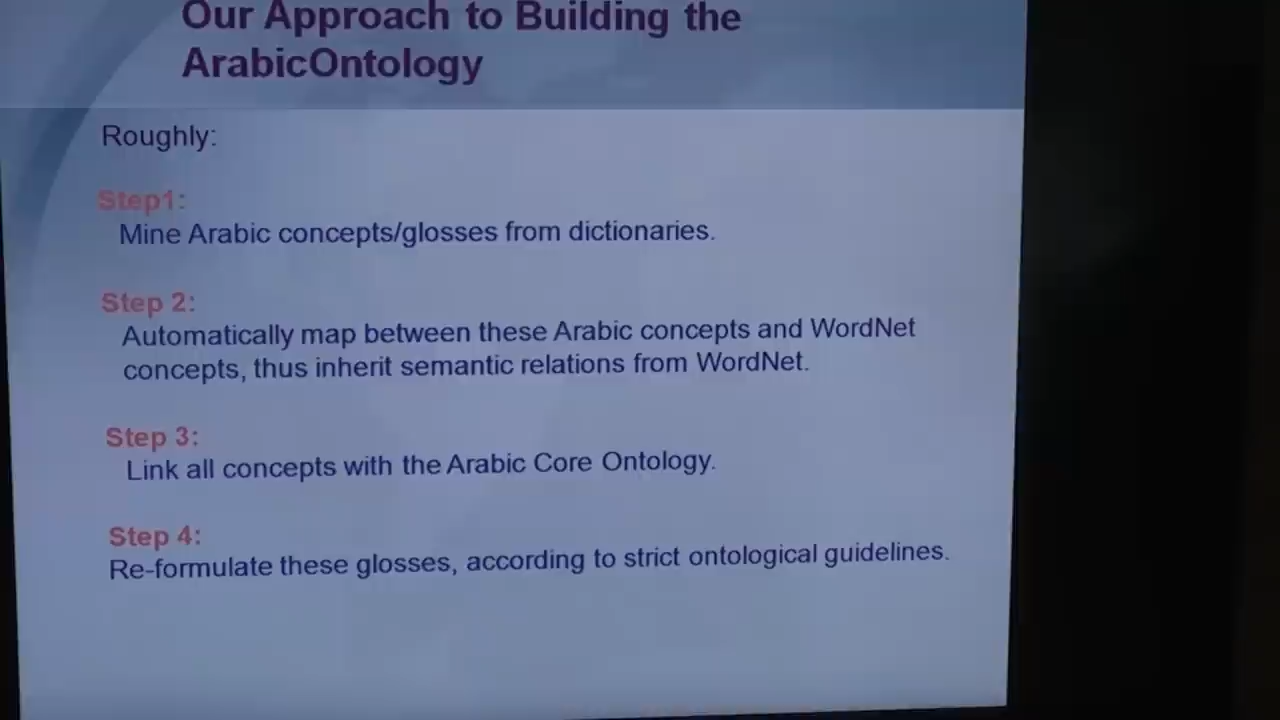 Our Approach to Building the
ArabicOntology
Roughly:
Step1:
Mine Arabic concepts/glosses from dictionaries.
Step 2:
Automatically map between these Arabic concepts and WordNet
concepts, thus inherit semantic relations from WordNet.
Step 3:
Link all concepts with the Arabic Core Ontology.
Step 4:
Re-formulate these glosses, according to strict ontological guidelines.